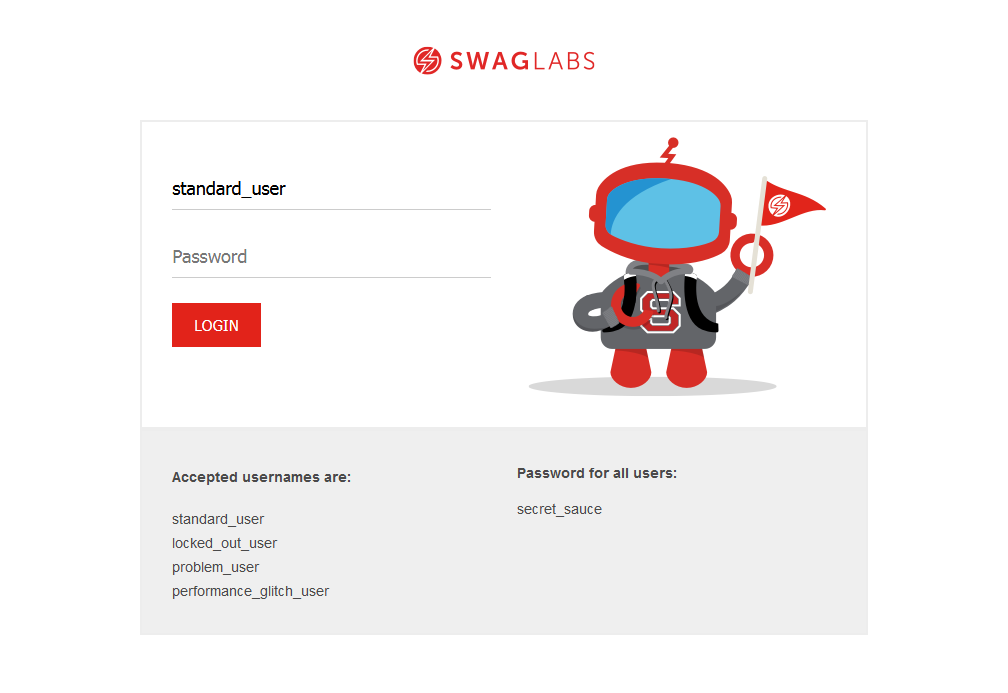 SWAGLABS
standard_user
Password
LOGIN
S
Accepted usernames are:
standard_user
locked_out_user
problem_user
performance_glitch_user
Password for all users:
secret_sauce